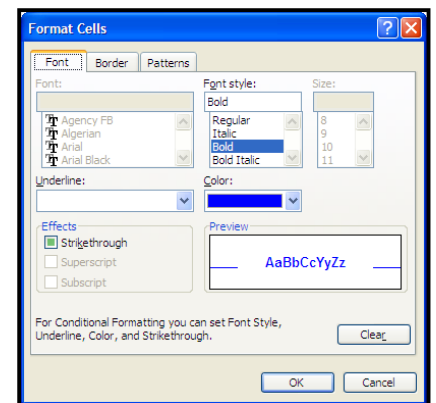 Format Cells
Font Border Patterns
Font: Font style: Size:
Bold
Agency FB Regular 8
Algerian Italic 9
Arial Bold 10
Arial Black Bold Italic 11
Underline: Color:
Effects Preview
Strikethrough
Superscript AaBbCcYyZz
Subscript
For Conditional Formatting you can set Font Style,
Underline, Color, and Strikethrough. Clear
OK Cancel